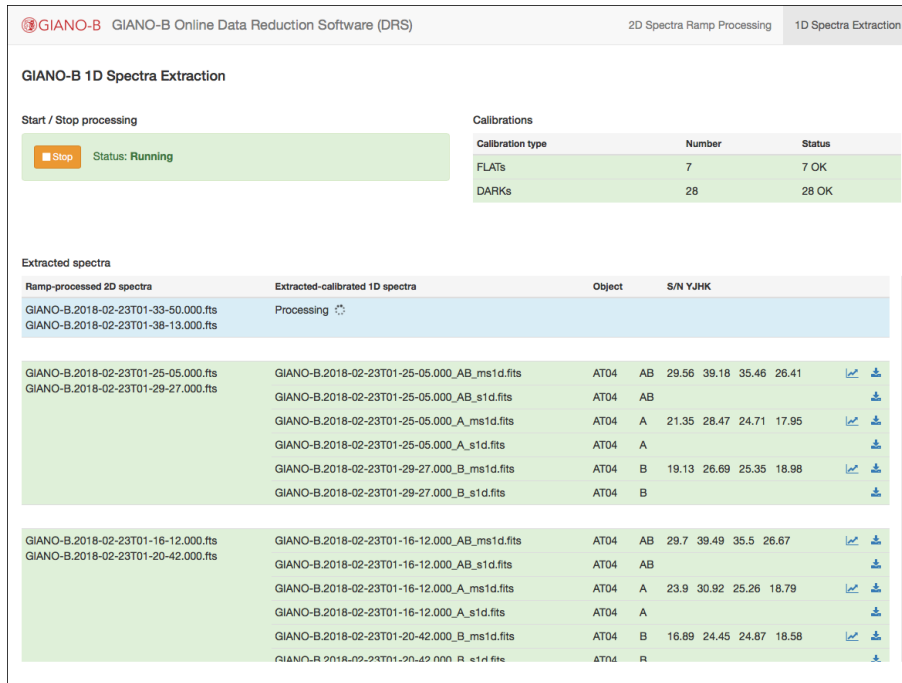 GIANO-B GIANO-B Online Data Reduction Software (DRS) 2D Spectra Ramp Processing 1D Spectra Extraction
GIANO-B 1D Spectra Extraction
Start / Stop processing
Stop Status: Running
Calibrations
Calibration type Number Status
FLATs 7 7 OK
DARKs 28 28 OK
Extracted spectra
Ramp-processed 2D spectra Extracted-calibrated 1D spectra Object S/N YJHK
GIANO-B.2018-02-23T01-33-50.000.fts Processing
GIANO-B.2018-02-23T01-38-13.000.fts
GIANO-B.2018-02-23T01-25-05.000.fts GIANO-B.2018-02-23T01-25-05.000_AB_ms1d.fits AT04 AB 29.56 39.18 35.46 26.41
GIANO-B.2018-02-23T01-29-27.000.fts GIANO-B.2018-02-23T01-25-05.000_AB_s1d.fits AT04 AB
GIANO-B.2018-02-23T01-25-05.000_A_ms1d.fits AT04 A 21.35 28.47 24.71 17.95
GIANO-B.2018-02-23T01-25-05.000_A_s1d.fits AT04 A
GIANO-B.2018-02-23T01-29-27.000_B_ms1d.fits AT04 B 19.13 26.69 25.35 18.98
GIANO-B.2018-02-23T01-29-27.000_B_s1d.fits AT04 B
GIANO-B.2018-02-23T01-16-12.000.fts GIANO-B.2018-02-23T01-16-12.000_AB_ms1d.fits AT04 AB 29.7 39.49 35.5 26.67
GIANO-B.2018-02-23T01-20-42.000.fts GIANO-B.2018-02-23T01-16-12.000_AB_s1d.fits AT04 AB
GIANO-B.2018-02-23T01-16-12.000_A_ms1d.fits AT04 A 23.9 30.92 25.26 18.79
GIANO-B.2018-02-23T01-16-12.000_A_s1d.fits AT04 A
GIANO-B.2018-02-23T01-20-42.000_B_ms1d.fits AT04 B 16.89 24.45 24.87 18.58
GIANO-B.2018-02-23T01-20-42.000_B_s1d.fits AT04 B